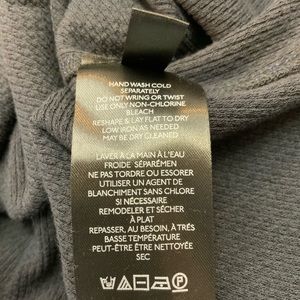 HAND WASH COLD
SEPARATELY
DO NOT WRING OR TWIST
USE ONLY NON-CHLORINE
BLEACH
RESHAPE & LAY FLAT TO DRY
LOW IRON AS NEEDED
MAY BE DRY CLEANED
LAVER À LA MAIN À L'EAU
FROIDE SÉPARÉMEN
NE PAS TORDRE OU ESSORER
UTILISER UN AGENT DE
BLANCHIMENT SANS CHLORE
SI NÉCESSAIRE
REMODELER ET SÉCHER
À PLAT
REPASSER, AU BESOIN, À TRÉS
BASSE TEMPÉRATURE
PEUT-ÊTRE ÊTRE NETTOYÉE
SEC
P